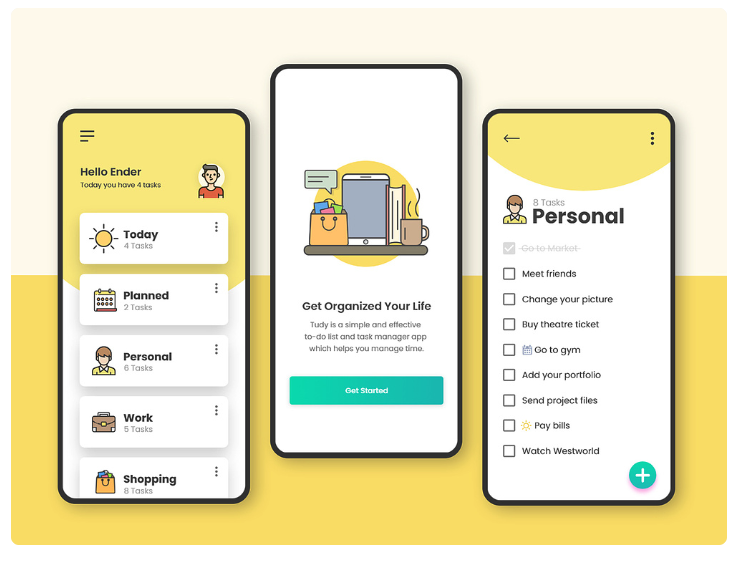 Hello Ender
Today you have 4 tasks
Today
4 Tasks
Planned
2 Tasks
Personal
6 Tasks
Work
5 Tasks
Shopping
8 Tasks
Get Organized Your Life
Tudy is a simple and effective
to-do list and task manager app
which helps you manage time.
Get Started
8 Tasks
Personal
Go to Market
Meet friends
Change your picture
Buy theatre ticket
Go to gym
Add your portfolio
Send project files
Pay bills
Watch Westworld